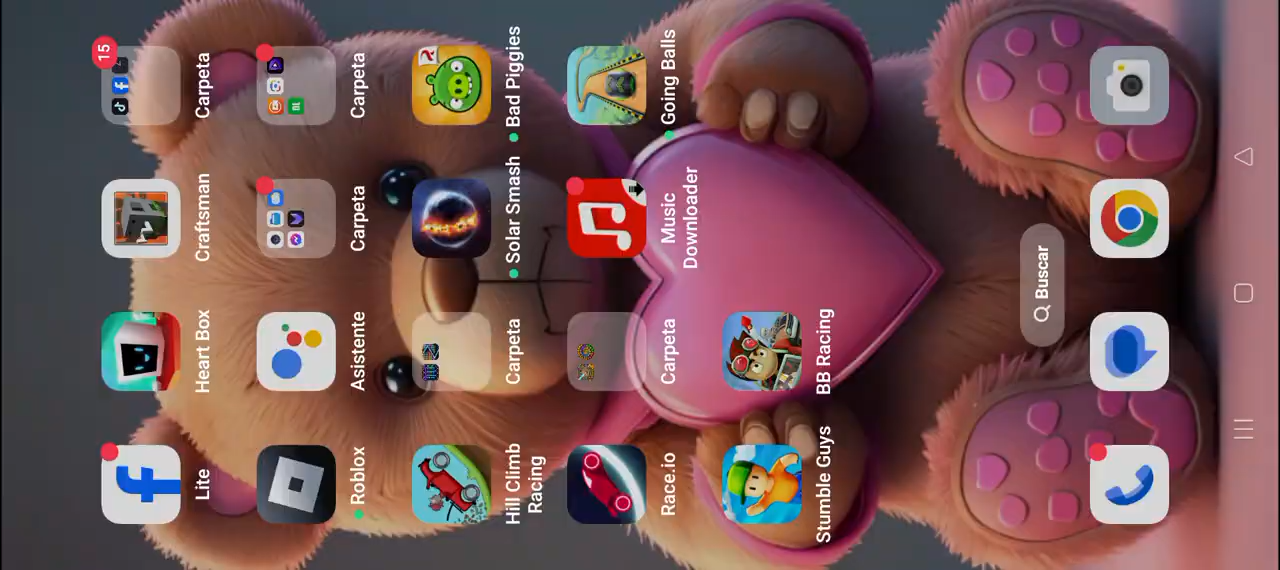 15
Lite
Heart Box
Craftsman
Carpeta
Roblox
Asistente
Carpeta
Carpeta
Hill Climb
Racing
Carpeta
Solar Smash
Bad Piggies
Race.io
Carpeta
Music
Downloader
Going Balls
Stumble Guys
BB Racing
Buscar